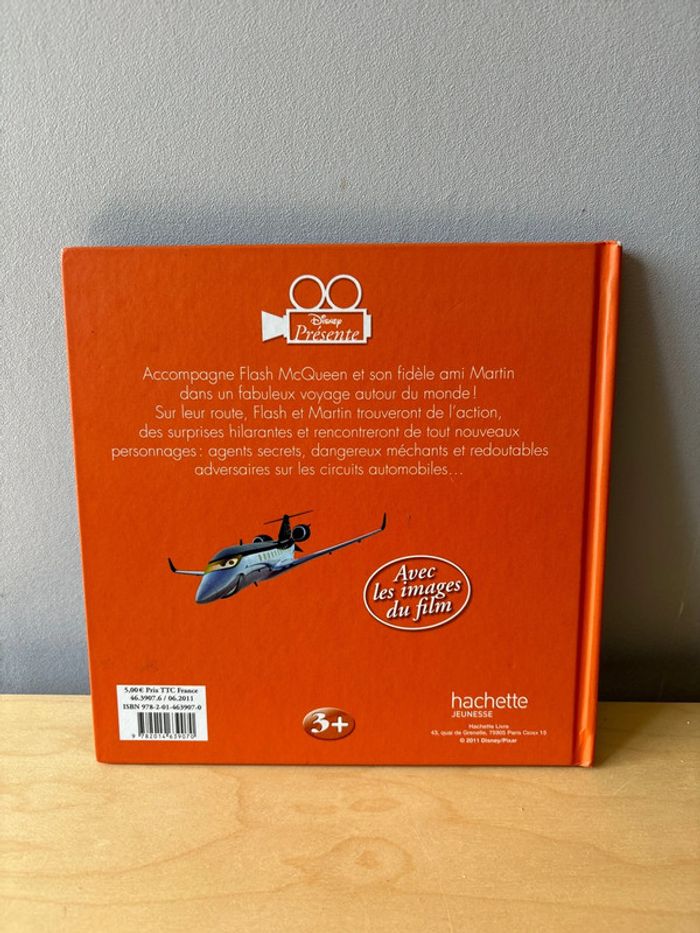 Disney
Présente
Accompagne Flash McQueen et son fidèle ami Martin
dans un fabuleux voyage autour du monde !
Sur leur route, Flash et Martin trouveront de l'action,
des surprises hilarantes et rencontreront de tout nouveaux
personnages : agents secrets, dangereux méchants et redoutables
adversaires sur les circuits automobiles...
Avec
les images
du film
5,00 € Prix TTC France
46.3907.6 / 06.2011
ISBN 978-2-01-463907-0
9 782014 639070
3+
hachette
JEUNESSE
Hachette Livre
43, quai de Grenelle, 75905 Paris Cedex 15
© 2011 Disney/Pixar